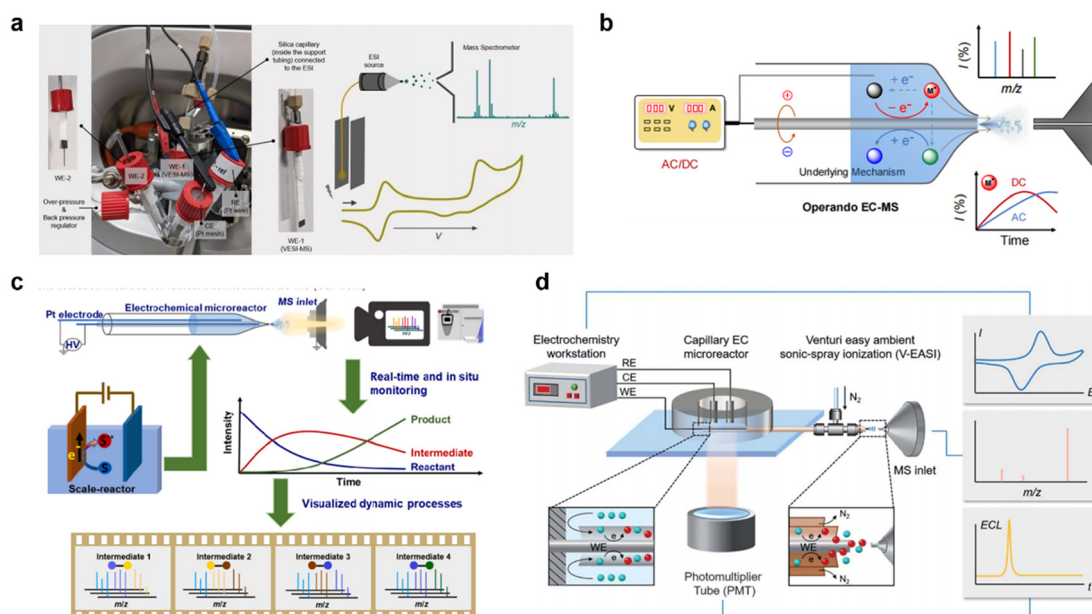 a
Silica capillary
(inside the support
tubing) connected
to the ESI
ESI
source
Mass Spectrometer
m/z
WE-2
WE-2
WE-1
(VESI-MS)
ref
RE
(Pt wire)
CE
(Pt mesh)
Over-pressure
&
Back pressure
regulator
WE-1
(VESI-MS)
V
b
I (%)
m/z
000 V 000 A
AC/DC
+ e⁻
M⁺
− e⁻
+ e⁻
Underlying Mechanism
Operando EC-MS
M⁺
DC
AC
I (%)
Time
c
Electrochemical microreactor
MS inlet
Pt electrode
HV
Real-time and in situ
monitoring
Intensity
Product
Intermediate
Reactant
Time
e⁻
S
Scale-reactor
Visualized dynamic processes
Intermediate 1
Intermediate 2
Intermediate 3
Intermediate 4
m/z
m/z
m/z
m/z
d
Electrochemistry
workstation
Capillary EC
microreactor
Venturi easy ambient
sonic-spray ionization (V-EASI)
RE
CE
WE
N₂
MS inlet
e
WE
e
N₂
e
WE
e
N₂
Photomultiplier
Tube (PMT)
I
E
m/z
ECL
t